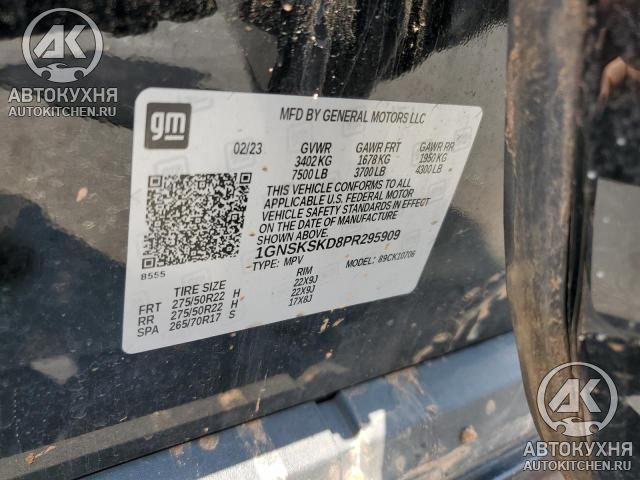 АК
АВТОКУХНЯ
AUTOKITCHEN.RU
gm
MFD BY GENERAL MOTORS LLC
02/23 GVWR GAWR FRT GAWR RR
3402 KG 1678 KG 1950 KG
7500 LB 3700 LB 4300 LB
THIS VEHICLE CONFORMS TO ALL
APPLICABLE U.S. FEDERAL MOTOR
VEHICLE SAFETY STANDARDS IN EFFECT
ON THE DATE OF MANUFACTURE
SHOWN ABOVE.
1GNSKSKD8PR295909
TYPE: MPV MODEL: 89CK10706
8555
TIRE SIZE RIM
FRT 275/50R22 H 22X9J
RR 275/50R22 H 22X9J
SPA 265/70R17 S 17X8J
АК
АВТОКУХНЯ
AUTOKITCHEN.RU